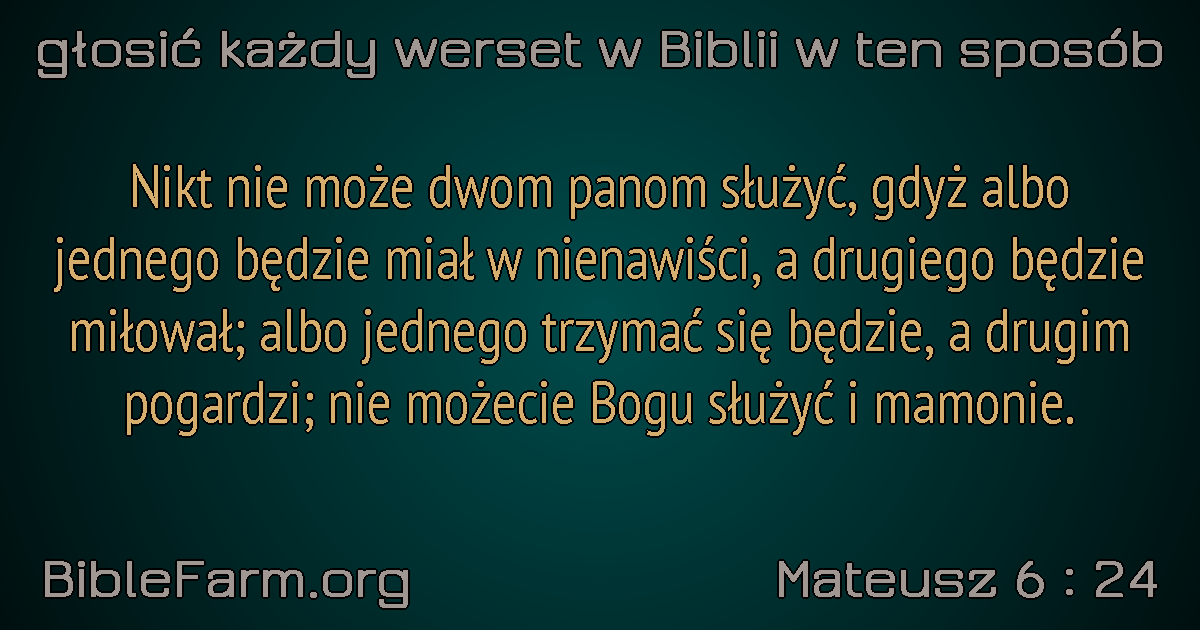 głosić każdy werset w Biblii w ten sposób
Nikt nie może dwom panom służyć, gdyż albo
jednego będzie miał w nienawiści, a drugiego będzie
miłował; albo jednego trzymać się będzie, a drugim
pogardzi; nie możecie Bogu służyć i mamonie.
BibleFarm.org
Mateusz 6 : 24